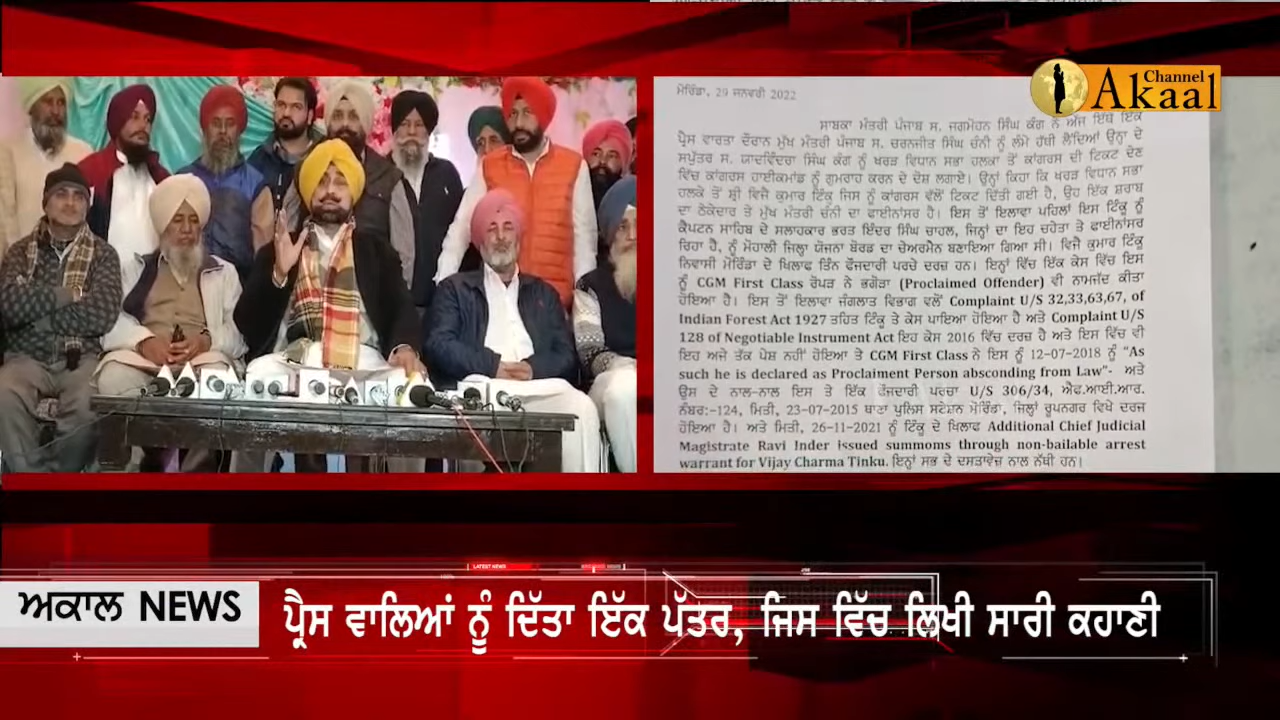 Channel
Akaal
ਮੋਰਿੰਡਾ, 29 ਜਨਵਰੀ 2022
ਸਾਬਕਾ ਮੰਤਰੀ ਪੰਜਾਬ ਸ. ਜਗਮੋਹਨ ਸਿੰਘ ਕੰਗ ਨੇ ਅੱਜ ਇੱਥੇ ਇੱਕ
ਪ੍ਰੈਸ ਵਾਰਤਾ ਦੌਰਾਨ ਮੁੱਖ ਮੰਤਰੀ ਪੰਜਾਬ ਸ. ਚਰਨਜੀਤ ਸਿੰਘ ਚੰਨੀ ਨੂੰ ਲੰਮੇ ਹੱਥੀ ਲੈਂਦਿਆਂ ਉਨ੍ਹਾ ਦੇ
ਸਪੁੱਤਰ ਸ. ਯਾਦਵਿੰਦਰਾ ਸਿੰਘ ਕੰਗ ਨੂੰ ਖਰੜ ਵਿਧਾਨ ਸਭਾ ਹਲਕਾ ਤੋਂ ਕਾਂਗਰਸ ਦੀ ਟਿਕਟ ਦੇਣ
ਵਿੱਚ ਕਾਂਗਰਸ ਹਾਈਕਮਾਂਡ ਨੂੰ ਗੁਮਰਾਹ ਕਰਨ ਦੇ ਦੋਸ਼ ਲਗਾਏ। ਉਨ੍ਹਾਂ ਕਿਹਾ ਕਿ ਖਰੜ ਵਿਧਾਨ ਸਭਾ
ਹਲਕੇ ਤੋਂ ਸ਼੍ਰੀ ਵਿਜੈ ਕੁਮਾਰ ਟਿੰਕੂ ਜਿਸ ਨੂੰ ਕਾਂਗਰਸ ਵੱਲੋਂ ਟਿਕਟ ਦਿੱਤੀ ਗਈ ਹੈ, ਉਹ ਇੱਕ ਸ਼ਰਾਬ
ਦਾ ਠੇਕੇਦਾਰ ਤੇ ਮੁੱਖ ਮੰਤਰੀ ਚੰਨੀ ਦਾ ਫਾਈਨਾਂਸਰ ਹੈ। ਇਸ ਤੋਂ ਇਲਾਵਾ ਪਹਿਲਾਂ ਇਸ ਟਿੰਕੂ ਨੂੰ
ਕੈਪਟਨ ਸਾਹਿਬ ਦੇ ਸਲਾਹਕਾਰ ਭਰਤ ਇੰਦਰ ਸਿੰਘ ਚਾਹਲ, ਜਿਨ੍ਹਾਂ ਦਾ ਇਹ ਚਹੇਤਾ ਤੇ ਫਾਈਨਾਂਸਰ
ਰਿਹਾ ਹੈ, ਨੂੰ ਮੋਹਾਲੀ ਜਿਲ੍ਹਾ ਯੋਜਨਾ ਬੋਰਡ ਦਾ ਚੇਅਰਮੈਨ ਬਣਾਇਆ ਗਿਆ ਸੀ। ਵਿਜੈ ਕੁਮਾਰ ਟਿੰਕੂ
ਨਿਵਾਸੀ ਮੋਰਿੰਡਾ ਦੇ ਖਿਲਾਫ ਤਿੰਨ ਫੌਜਦਾਰੀ ਪਰਚੇ ਦਰਜ਼ ਹਨ। ਇਨ੍ਹਾਂ ਵਿੱਚ ਇੱਕ ਕੇਸ ਵਿੱਚ ਇਸ
ਨੂੰ CGM First Class ਰੋਪੜ ਨੇ ਭਗੌੜਾ (Proclaimed Offender) ਵੀ ਨਾਮਜੱਦ ਕੀਤਾ
ਹੋਇਆ ਹੈ। ਇਸ ਤੋਂ ਇਲਾਵਾ ਜੰਗਲਾਤ ਵਿਭਾਗ ਵਲੋਂ Complaint U/S 32,33,63,67, of
Indian Forest Act 1927 ਤਹਿਤ ਟਿੰਕੂ ਤੇ ਕੇਸ ਪਾਇਆ ਹੋਇਆ ਹੈ ਅਤੇ Complaint U/S
128 of Negotiable Instrument Act ਇਹ ਕੇਸ 2016 ਵਿੱਚ ਦਰਜ਼ ਹੈ ਅਤੇ ਇਸ ਵਿੱਚ ਵੀ
ਇਹ ਅਜੇ ਤੱਕ ਪੇਸ਼ ਨਹੀਂ ਹੋਇਆ ਤੇ CGM First Class ਨੇ ਇਸ ਨੂੰ 12-07-2018 ਨੂੰ "As
such he is declared as Proclaiment Person absconding from Law"- ਅਤੇ
ਉਸ ਦੇ ਨਾਲ-ਨਾਲ ਇਸ ਤੇ ਇੱਕ ਫੌਜਦਾਰੀ ਪਰਚਾ U/S 306/34, ਐਫ.ਆਈ.ਆਰ.
ਨੰਬਰ:-124, ਮਿਤੀ, 23-07-2015 ਥਾਣਾ ਪੁਲਿਸ ਸਟੇਸ਼ਨ ਮੋਰਿੰਡਾ, ਜਿਲ੍ਹਾਂ ਰੂਪਨਗਰ ਵਿਖੇ ਦਰਜ
ਹੋਇਆ ਹੈ। ਅਤੇ ਮਿਤੀ, 26-11-2021 ਨੂੰ ਟਿੰਕੂ ਦੇ ਖਿਲਾਫ Additional Chief Judicial
Magistrate Ravi Inder issued summons through non-bailable arrest
warrant for Vijay Charma Tinku. ਇਨ੍ਹਾਂ ਸਭ ਦੇ ਦਸਤਾਵੇਜ਼ ਨਾਲ ਨੱਥੀ ਹਨ।
LATEST NEWS
ਅਕਾਲ NEWS
ਪ੍ਰੈਸ ਵਾਲਿਆਂ ਨੂੰ ਦਿੱਤਾ ਇੱਕ ਪੱਤਰ, ਜਿਸ ਵਿੱਚ ਲਿਖੀ ਸਾਰੀ ਕਹਾਣੀ